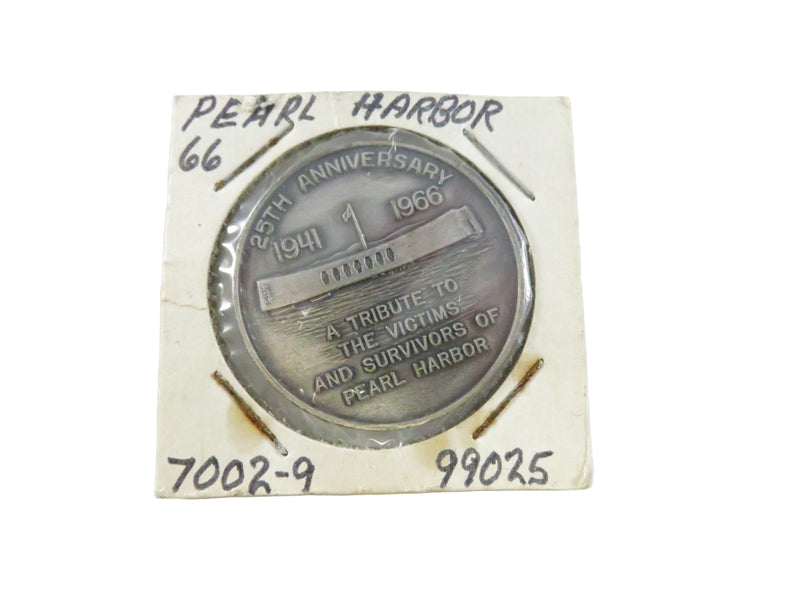 PEARL HARBOR
66
25TH ANNIVERSARY
1941 1966
A TRIBUTE TO
THE VICTIMS
AND SURVIVORS OF
PEARL HARBOR
7002-9 99025